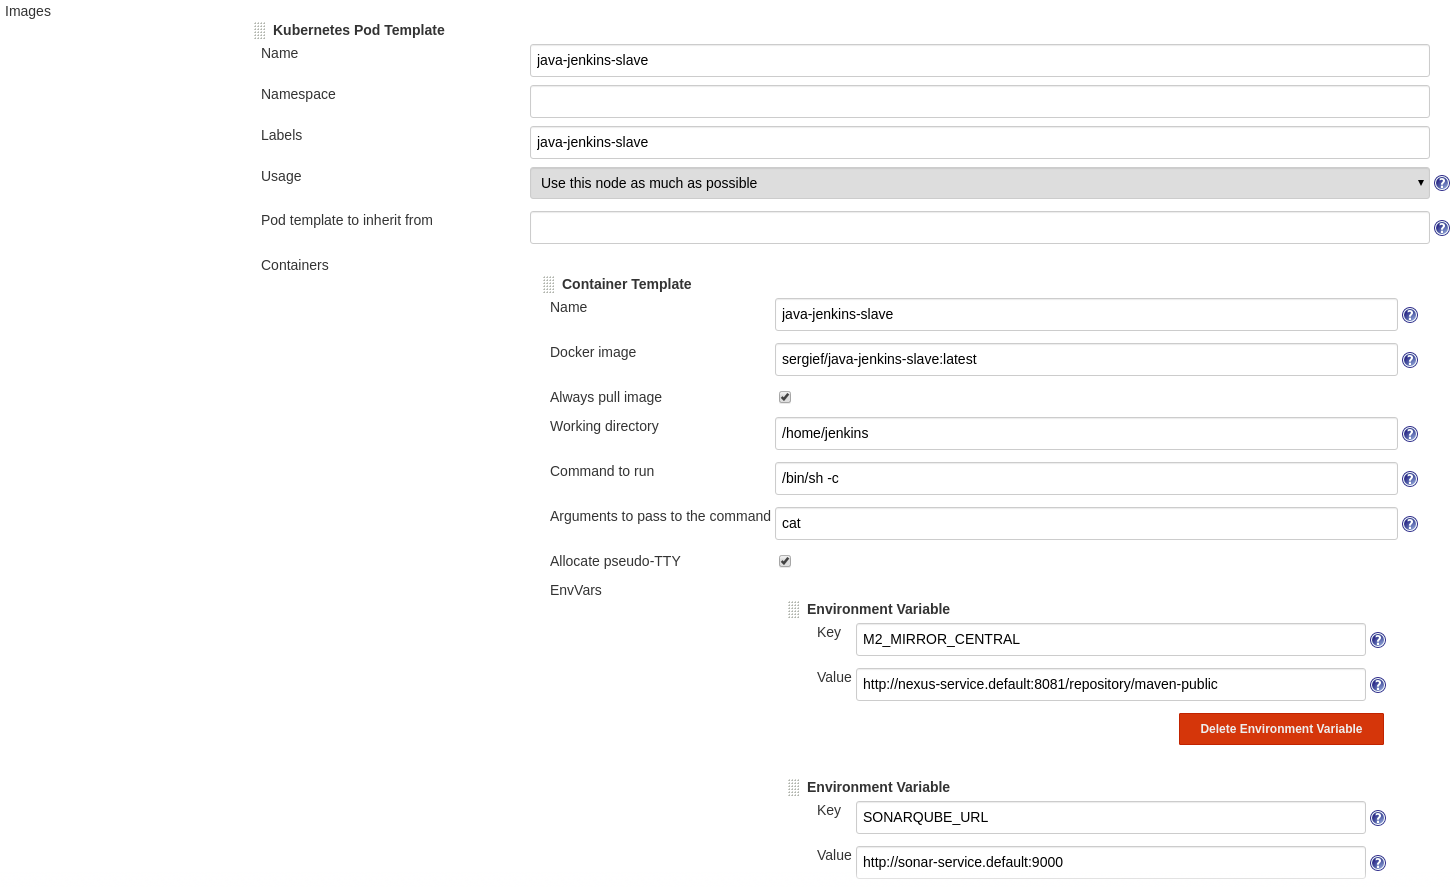 Images
Kubernetes Pod Template
Name java-jenkins-slave
Namespace
Labels java-jenkins-slave
Usage Use this node as much as possible
Pod template to inherit from
Containers
Container Template
Name java-jenkins-slave
Docker image sergief/java-jenkins-slave:latest
Always pull image
Working directory /home/jenkins
Command to run /bin/sh -c
Arguments to pass to the command cat
Allocate pseudo-TTY
EnvVars
Environment Variable
Key M2_MIRROR_CENTRAL
Value http://nexus-service.default:8081/repository/maven-public
Delete Environment Variable
Environment Variable
Key SONARQUBE_URL
Value http://sonar-service.default:9000